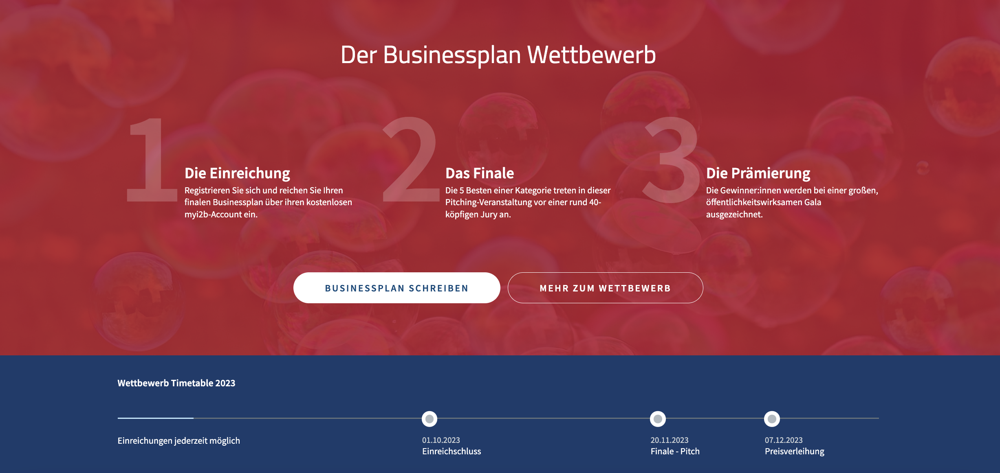 Der Businessplan Wettbewerb
1
Die Einreichung
Registrieren Sie sich und reichen Sie Ihren
finalen Businessplan über ihren kostenlosen
myi2b-Account ein.
2
Das Finale
Die 5 Besten einer Kategorie treten in dieser
Pitching-Veranstaltung vor einer rund 40-
köpfigen Jury an.
3
Die Prämierung
Die Gewinner:innen werden bei einer großen,
öffentlichkeitswirksamen Gala
ausgezeichnet.
BUSINESSPLAN SCHREIBEN
MEHR ZUM WETTBEWERB
Wettbewerb Timetable 2023
Einreichungen jederzeit möglich
01.10.2023
Einreichschluss
20.11.2023
Finale - Pitch
07.12.2023
Preisverleihung